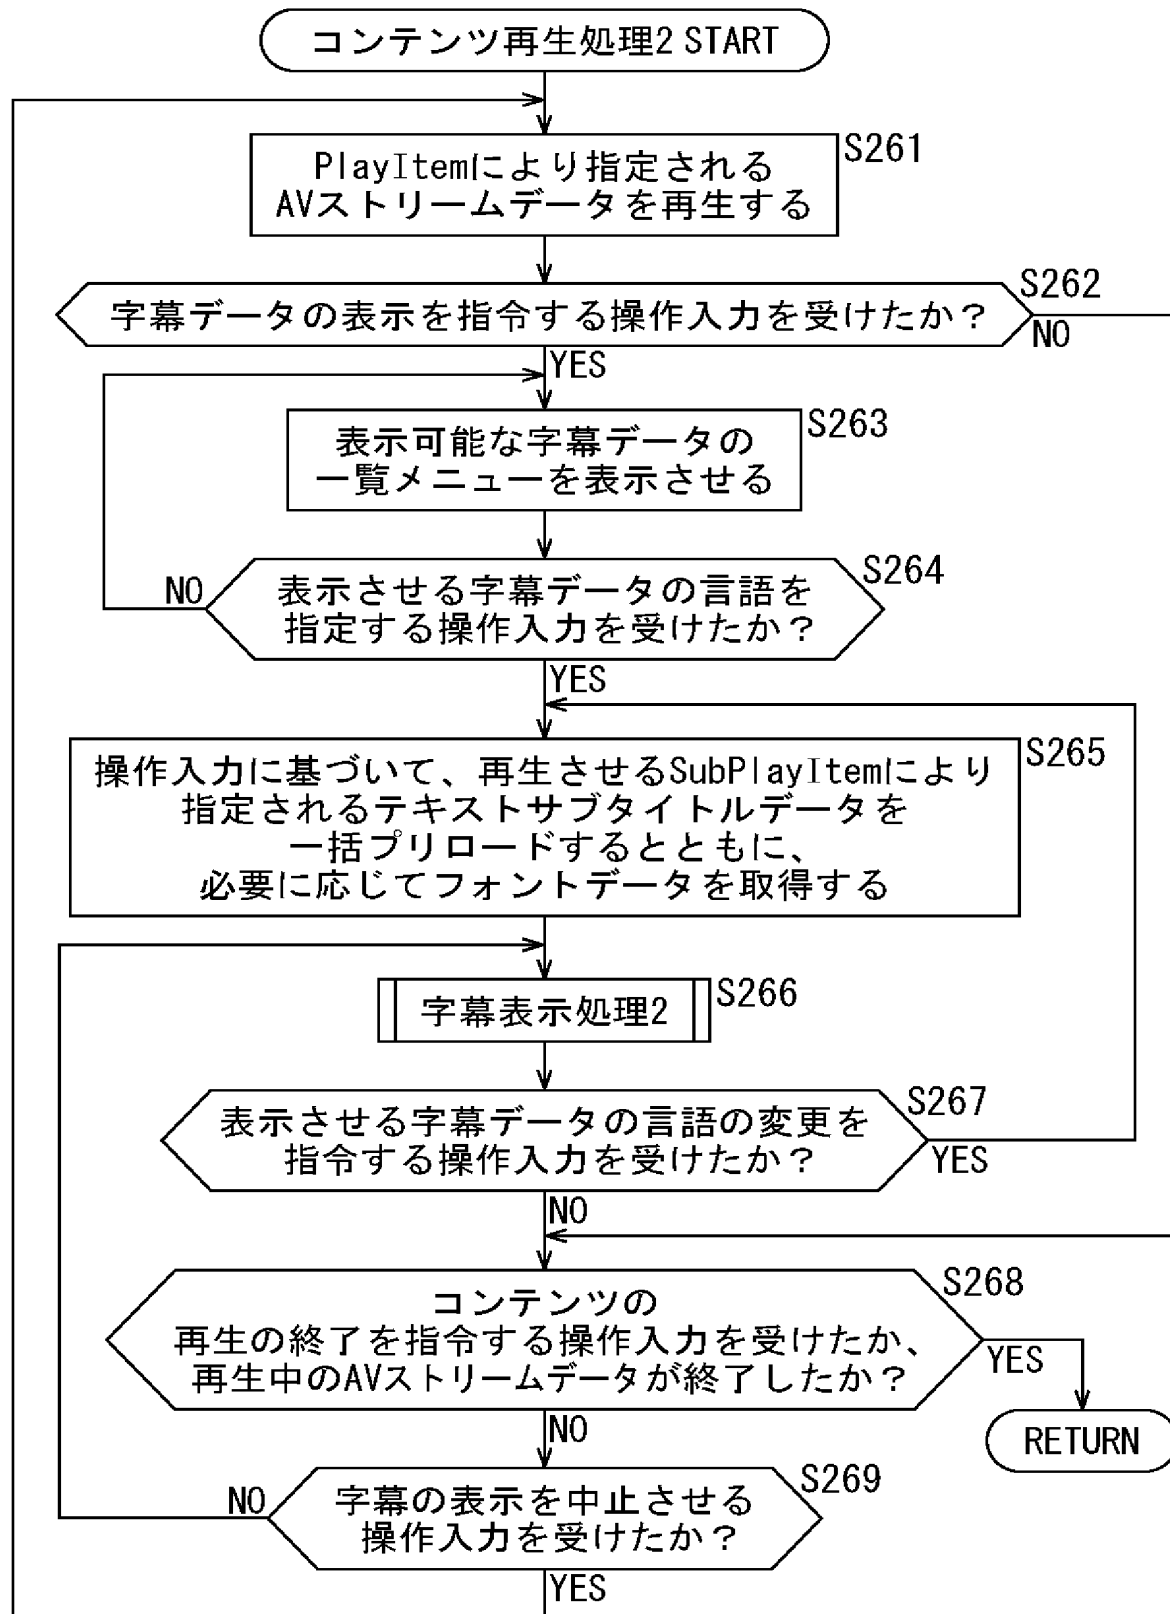 コンテンツ再生処理2 START
S261
PlayItemにより指定される
AVストリームデータを再生する
S262
字幕データの表示を指令する操作入力を受けたか？
NO
YES
S263
表示可能な字幕データの
一覧メニューを表示させる
S264
NO
表示させる字幕データの言語を
指定する操作入力を受けたか？
YES
S265
操作入力に基づいて、再生させるSubPlayItemにより
指定されるテキストサブタイトルデータを
一括プリロードするとともに、
必要に応じてフォントデータを取得する
S266
字幕表示処理2
S267
表示させる字幕データの言語の変更を
指令する操作入力を受けたか？
YES
NO
S268
コンテンツの
再生の終了を指令する操作入力を受けたか、
再生中のAVストリームデータが終了したか？
YES
NO
RETURN
S269
NO
字幕の表示を中止させる
操作入力を受けたか？
YES